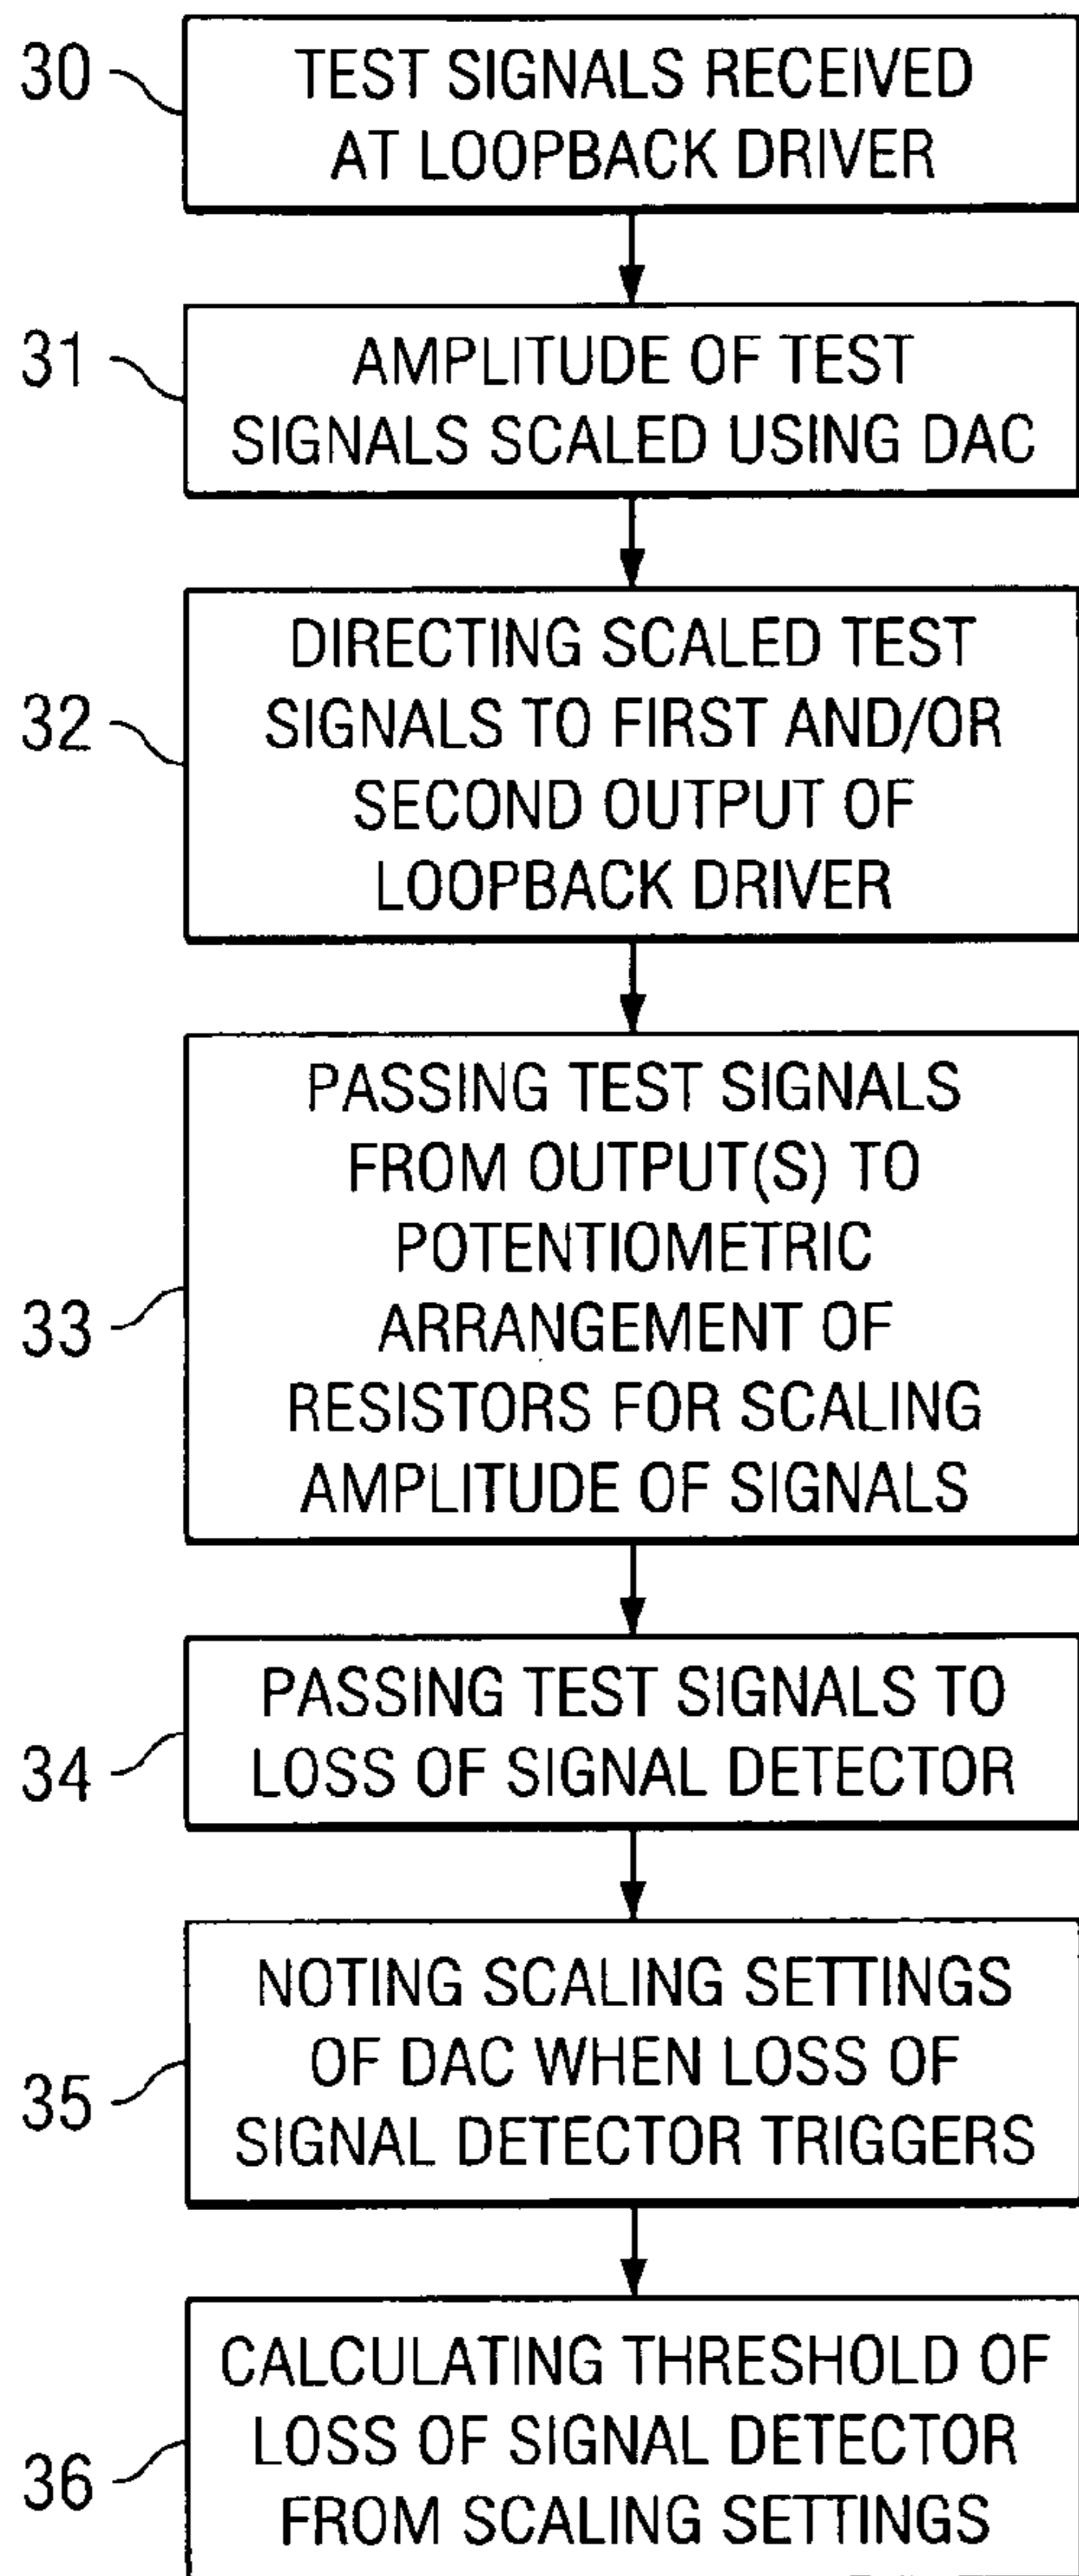 30
TEST SIGNALS RECEIVED
AT LOOPBACK DRIVER
31
AMPLITUDE OF TEST
SIGNALS SCALED USING DAC
32
DIRECTING SCALED TEST
SIGNALS TO FIRST AND/OR
SECOND OUTPUT OF
LOOPBACK DRIVER
33
PASSING TEST SIGNALS
FROM OUTPUT(S) TO
POTENTIOMETRIC
ARRANGEMENT OF
RESISTORS FOR SCALING
AMPLITUDE OF SIGNALS
34
PASSING TEST SIGNALS TO
LOSS OF SIGNAL DETECTOR
35
NOTING SCALING SETTINGS
OF DAC WHEN LOSS OF
SIGNAL DETECTOR TRIGGERS
36
CALCULATING THRESHOLD OF
LOSS OF SIGNAL DETECTOR
FROM SCALING SETTINGS